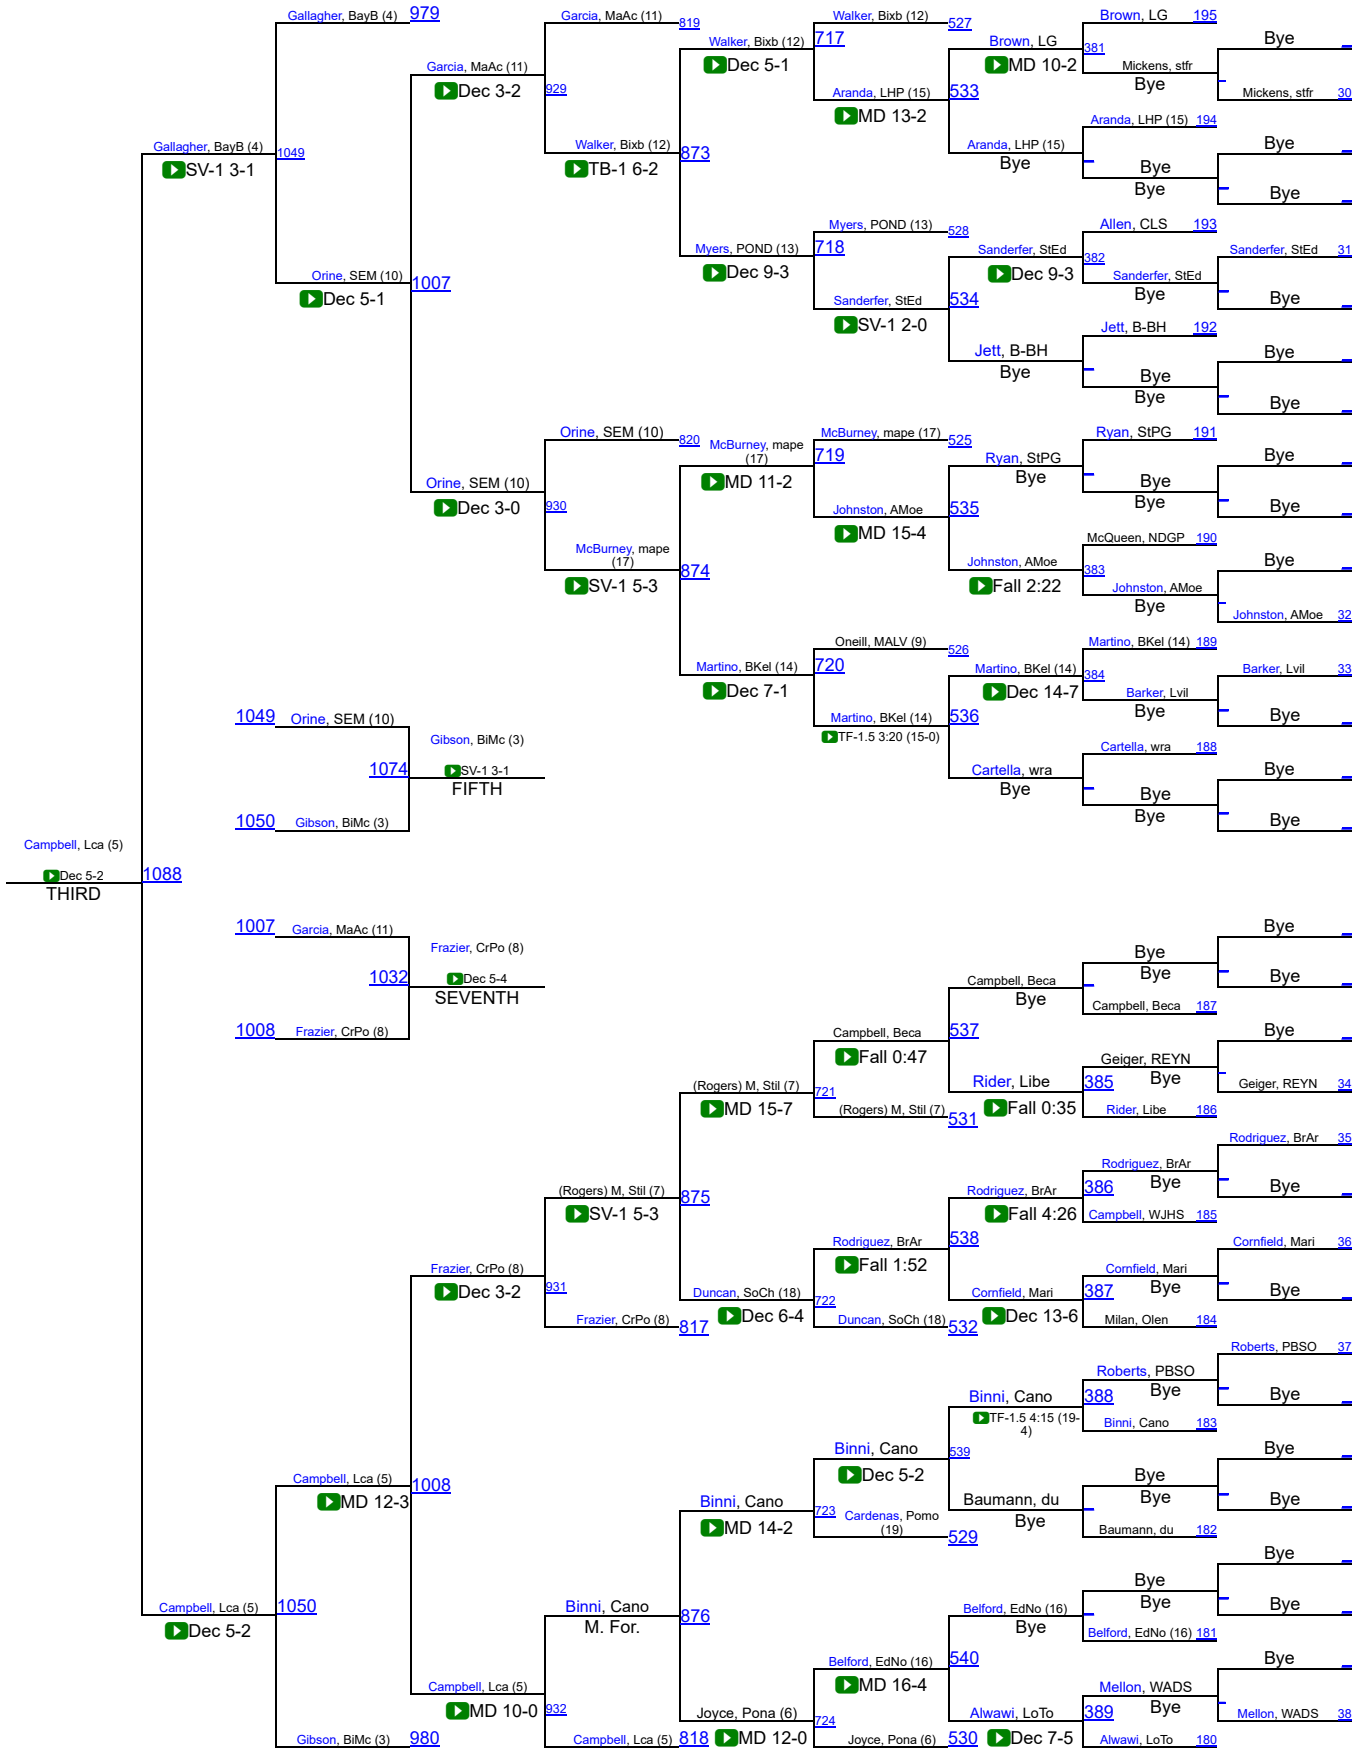 Gallagher, BayB (4) 979
Garcia, MaAc (11) 819
Walker, Bixb (12) 527
Brown, LG 195
Bye
Walker, Bixb (12) 717
Brown, LG 381
Dec 5-1
MD 10-2
Garcia, MaAc (11)
Mickens, stfr
Bye
Dec 3-2
929
Aranda, LHP (15) 533
Mickens, stfr 30
MD 13-2
Aranda, LHP (15) 194
Gallagher, BayB (4) 1049
Walker, Bixb (12) 873
Aranda, LHP (15)
Bye
Bye
SV-1 3-1
TB-1 6-2
Bye
Bye
Bye
Myers, POND (13) 528
Allen, CLS 193
Myers, POND (13) 718
Sanderfer, StEd 382
Sanderfer, StEd 31
Dec 9-3
Dec 9-3
Orine, SEM (10) 1007
Sanderfer, StEd
Bye
Bye
Dec 5-1
Sanderfer, StEd 534
SV-1 2-0
Jett, B-BH 192
Jett, B-BH
Bye
Bye
Bye
Bye
Bye
Orine, SEM (10) 820
McBurney, mape (17) 525
Ryan, StPG 191
McBurney, mape
(17)
719
Ryan, StPG
Bye
Bye
MD 11-2
Bye
Bye
Bye
Orine, SEM (10)
Dec 3-0
930
Johnston, AMoe 535
MD 15-4
McQueen, NDGP 190
McBurney, mape
(17)
874
Johnston, AMoe 383
Bye
SV-1 5-3
Fall 2:22
Johnston, AMoe
Bye
Johnston, AMoe 32
Oneill, MALV (9) 526
Martino, BKel (14) 189
Martino, BKel (14) 720
Martino, BKel (14) 384
Barker, Lvil 33
Dec 7-1
Dec 14-7
Barker, Lvil
Bye
Bye
1049 Orine, SEM (10)
Martino, BKel (14) 536
TF-1.5 3:20 (15-0)
Gibson, BiMc (3)
Cartella, wra 188
1074
SV-1 3-1
FIFTH
Cartella, wra
Bye
Bye
Bye
Bye
Bye
1050 Gibson, BiMc (3)
Campbell, Lca (5)
Dec 5-2
THIRD
1088
1007 Garcia, MaAc (11)
Frazier, CrPo (8)
Bye
Bye
Bye
Bye
1032
Dec 5-4
SEVENTH
Campbell, Beca
Bye
Campbell, Beca 187
1008 Frazier, CrPo (8)
Campbell, Beca 537
Bye
Fall 0:47
Geiger, REYN
Bye
Rider, Libe 385
Geiger, REYN 34
(Rogers) M, Stil (7) 721
MD 15-7
(Rogers) M, Stil (7) 531
Fall 0:35
Rider, Libe 186
Rodriguez, BrAr 35
Rodriguez, BrAr
Bye
(Rogers) M, Stil (7) 875
Rodriguez, BrAr 386
Bye
SV-1 5-3
Fall 4:26
Campbell, WJHS 185
Rodriguez, BrAr 538
Cornfield, Mari 36
Fall 1:52
Frazier, CrPo (8) 931
Cornfield, Mari
Bye
Dec 3-2
Duncan, SoCh (18) 722
Cornfield, Mari 387
Bye
Frazier, CrPo (8) 817
Dec 6-4
Duncan, SoCh (18) 532
Dec 13-6
Milan, Olen 184
Roberts, PBSO 37
Roberts, PBSO
Bye
Binni, Cano 388
Bye
TF-1.5 4:15 (19-
4)
Binni, Cano 183
Binni, Cano 539
Bye
Dec 5-2
Campbell, Lca (5) 1008
Bye
Bye
MD 12-3
Binni, Cano 723
Baumann, du
Bye
Bye
MD 14-2
Cardenas, Pomo
(19)
529
Baumann, du 182
Bye
Bye
Bye
Campbell, Lca (5) 1050
Binni, Cano 876
Belford, EdNo (16)
Bye
Bye
Dec 5-2
M. For.
Belford, EdNo (16) 181
Belford, EdNo (16) 540
Bye
MD 16-4
Campbell, Lca (5) 932
Mellon, WADS
Bye
MD 10-0
Joyce, Pona (6) 724
Alwawi, LoTo 389
Mellon, WADS 38
Gibson, BiMc (3) 980
Campbell, Lca (5) 818
MD 12-0
Joyce, Pona (6) 530
Dec 7-5
Alwawi, LoTo 180